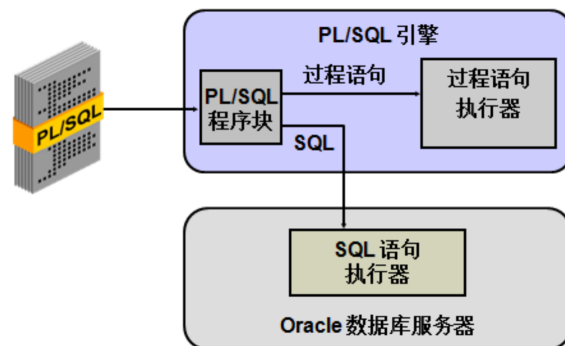 PL/SQL 引擎
PL/SQL
PL/SQL
程序块
过程语句
SQL
过程语句
执行器
SQL 语句
执行器
Oracle 数据库服务器